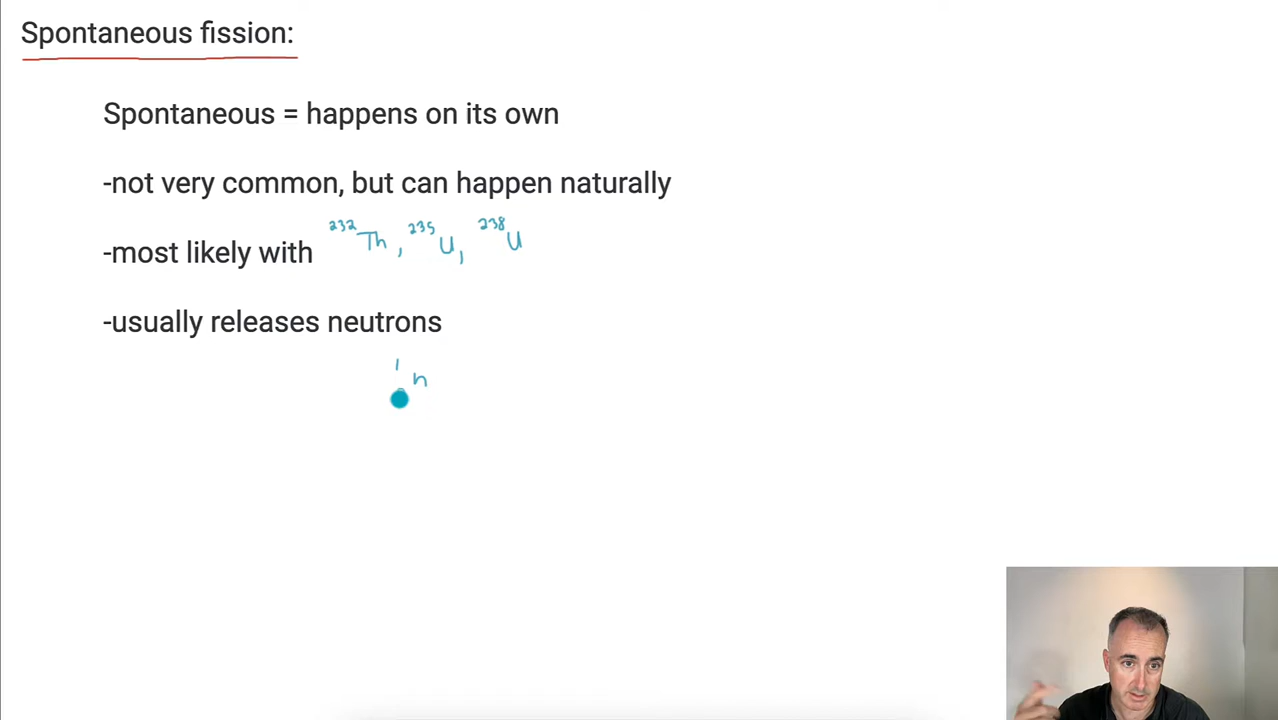 Spontaneous fission:
Spontaneous = happens on its own
-not very common, but can happen naturally
-most likely with ²³²Th, ²³⁵U, ²³⁸U
-usually releases neutrons
¹n